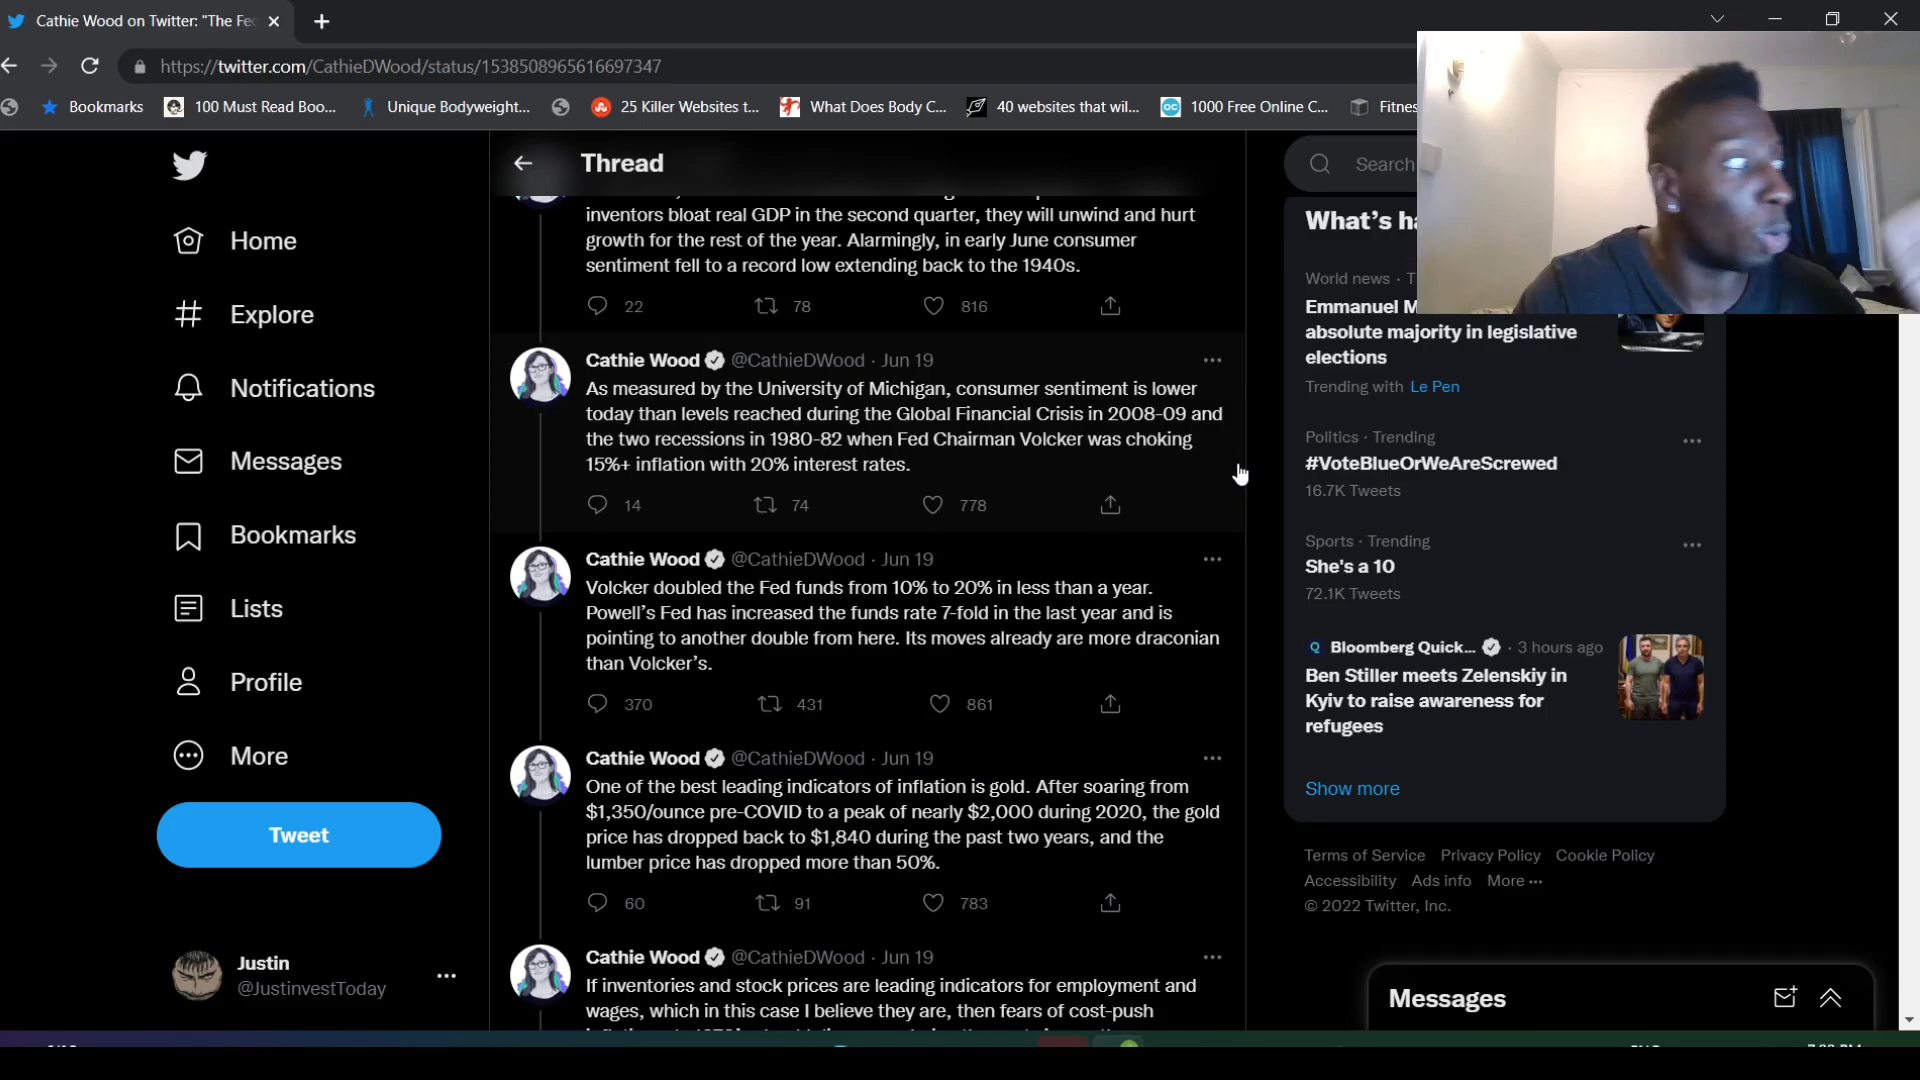 Cathie Wood on Twitter: "The Fe
https://twitter.com/CathieDWood/status/1538508965616697347
Bookmarks
100 Must Read Boo...
Unique Bodyweight...
25 Killer Websites t...
What Does Body C...
40 websites that wil...
1000 Free Online C...
Fitnes
Thread
Search
Home
Explore
Notifications
Messages
Bookmarks
Lists
Profile
More
Tweet
Justin
@JustinvestToday
inventors bloat real GDP in the second quarter, they will unwind and hurt
growth for the rest of the year. Alarmingly, in early June consumer
sentiment fell to a record low extending back to the 1940s.
22 78 816
Cathie Wood @CathieDWood · Jun 19
As measured by the University of Michigan, consumer sentiment is lower
today than levels reached during the Global Financial Crisis in 2008-09 and
the two recessions in 1980-82 when Fed Chairman Volcker was choking
15%+ inflation with 20% interest rates.
14 74 778
Cathie Wood @CathieDWood · Jun 19
Volcker doubled the Fed funds from 10% to 20% in less than a year.
Powell's Fed has increased the funds rate 7-fold in the last year and is
pointing to another double from here. Its moves already are more draconian
than Volcker's.
370 431 861
Cathie Wood @CathieDWood · Jun 19
One of the best leading indicators of inflation is gold. After soaring from
$1,350/ounce pre-COVID to a peak of nearly $2,000 during 2020, the gold
price has dropped back to $1,840 during the past two years, and the
lumber price has dropped more than 50%.
60 91 783
Cathie Wood @CathieDWood · Jun 19
If inventories and stock prices are leading indicators for employment and
wages, which in this case I believe they are, then fears of cost-push
What's ha
World news · T
Emmanuel M
absolute majority in legislative
elections
Trending with Le Pen
Politics · Trending
#VoteBlueOrWeAreScrewed
16.7K Tweets
Sports · Trending
She's a 10
72.1K Tweets
Bloomberg Quick... · 3 hours ago
Ben Stiller meets Zelenskiy in
Kyiv to raise awareness for
refugees
Show more
Terms of Service Privacy Policy Cookie Policy
Accessibility Ads info More ···
© 2022 Twitter, Inc.
Messages